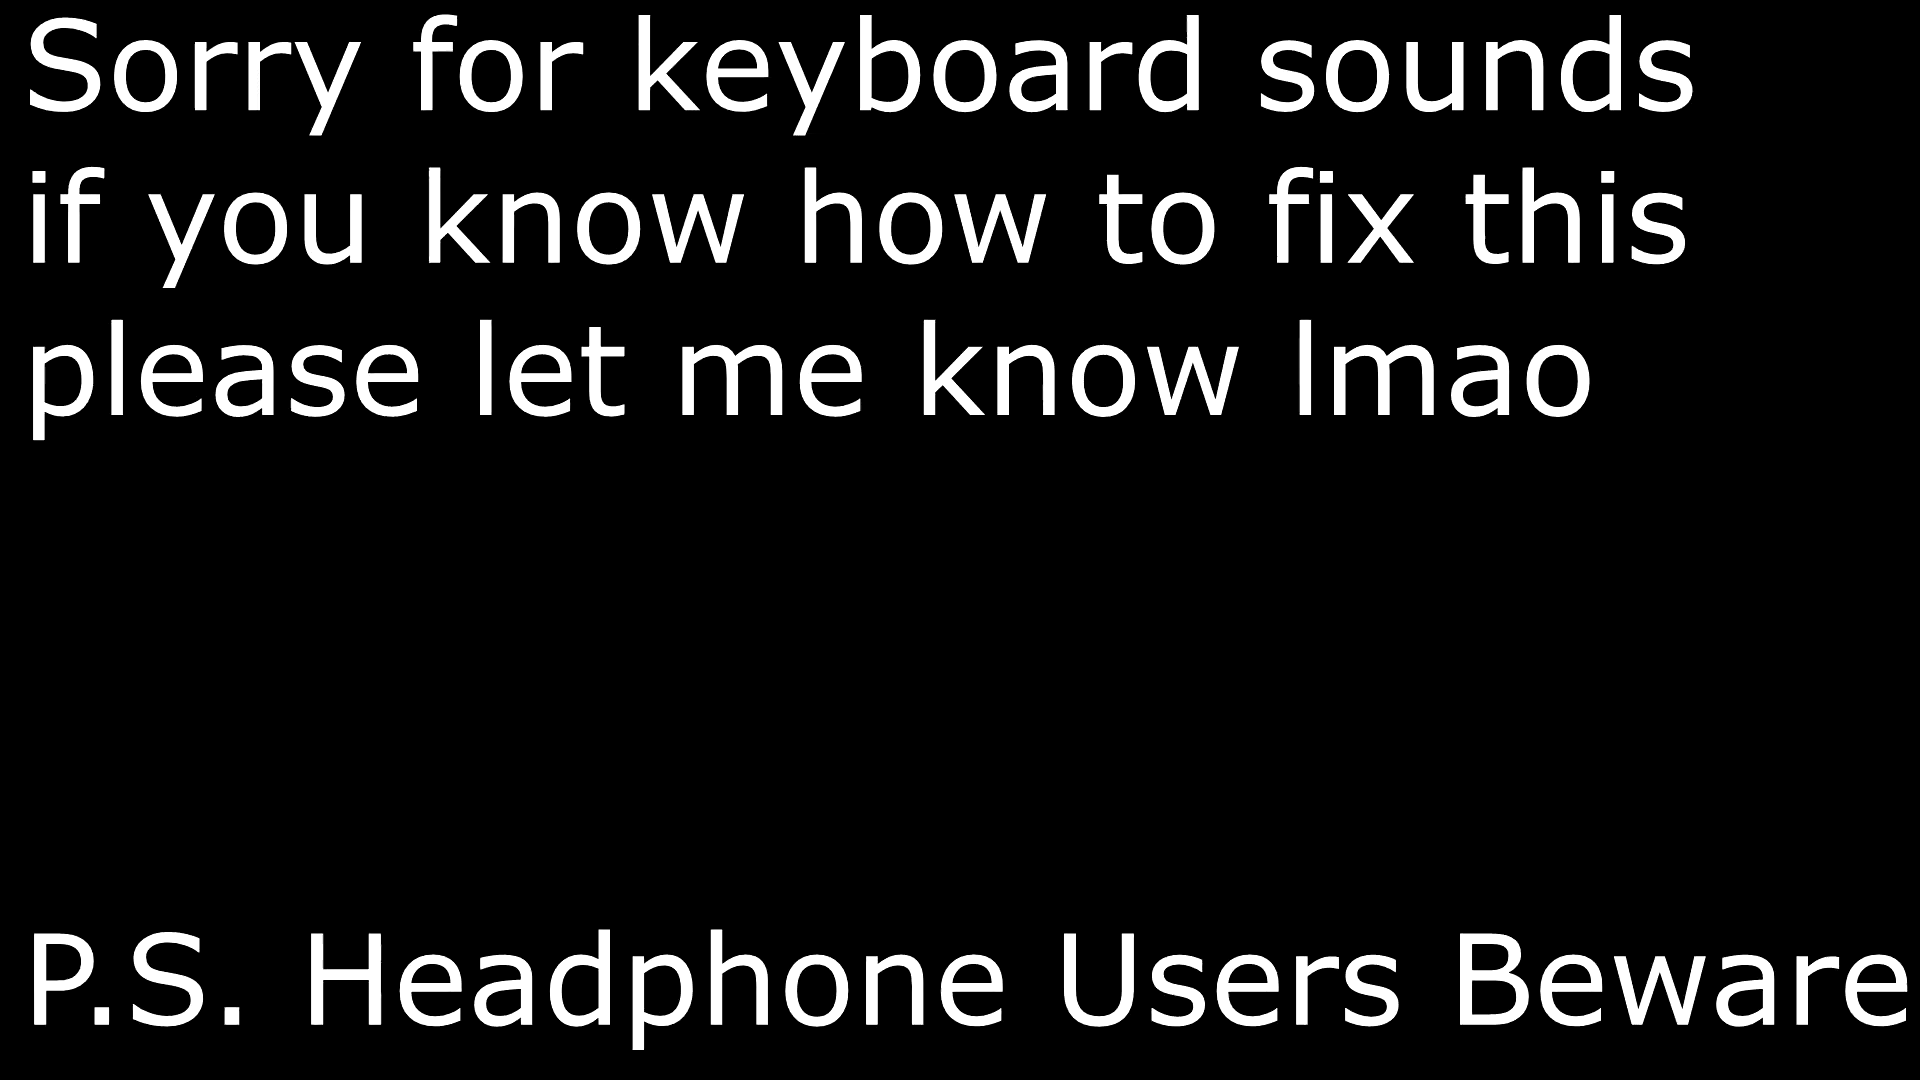 Sorry for keyboard sounds
if you know how to fix this
please let me know lmao
P.S. Headphone Users Beware